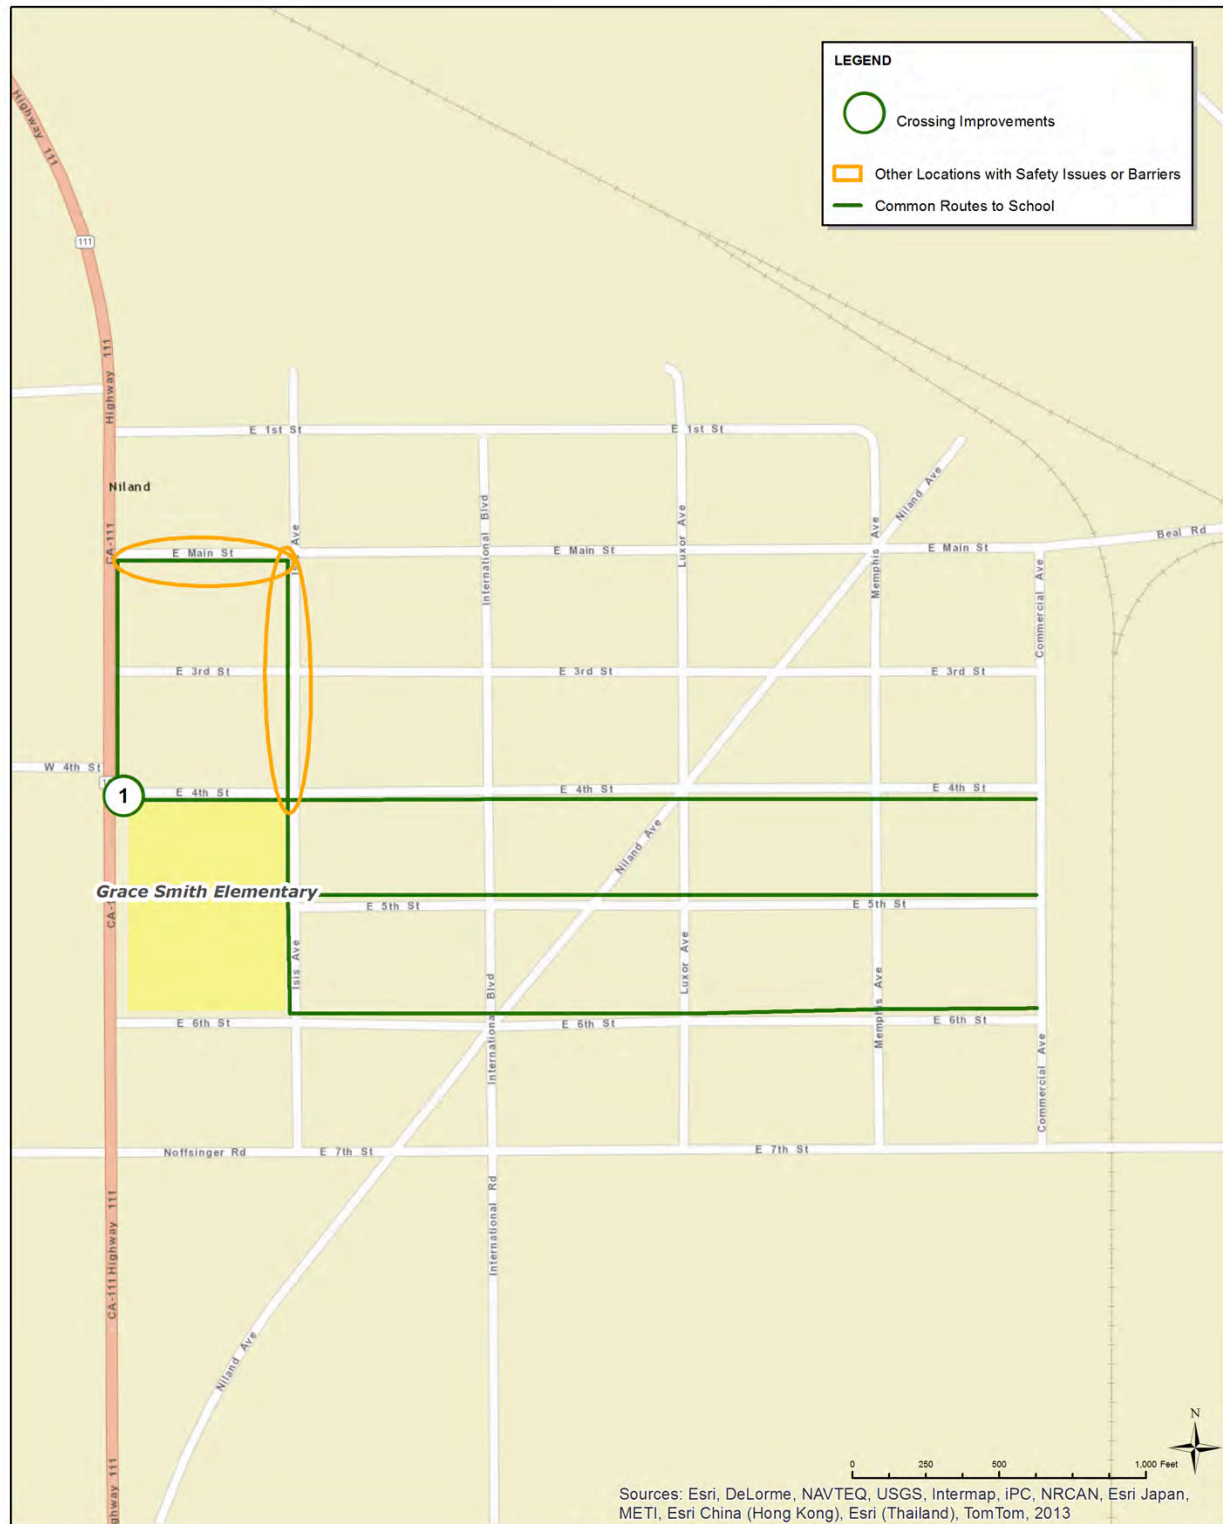 LEGEND
Crossing Improvements
Other Locations with Safety Issues or Barriers
Common Routes to School
Highway 111
111
Highway 111
E 1st St
E 1st St
Niland
CA-111
E Main St
Ave
International Blvd
E Main St
Luxor Ave
Memphis Ave
Niland Ave
E Main St
Commercial Ave
Beal Rd
E 3rd St
E 3rd St
E 3rd St
W 4th St
1
E 4th St
E 4th St
E 4th St
Niland Ave
Grace Smith Elementary
E 5th St
E 5th St
Isis Ave
International Blvd
Luxor Ave
Memphis Ave
E 6th St
E 6th St
E 6th St
Commercial Ave
Noffsinger Rd
E 7th St
E 7th St
Highway 111
CA-111
International Rd
Niland Ave
ghway 111
N
0 250 500 1,000 Feet
Sources: Esri, DeLorme, NAVTEQ, USGS, Intermap, iPC, NRCAN, Esri Japan,
METI, Esri China (Hong Kong), Esri (Thailand), TomTom, 2013